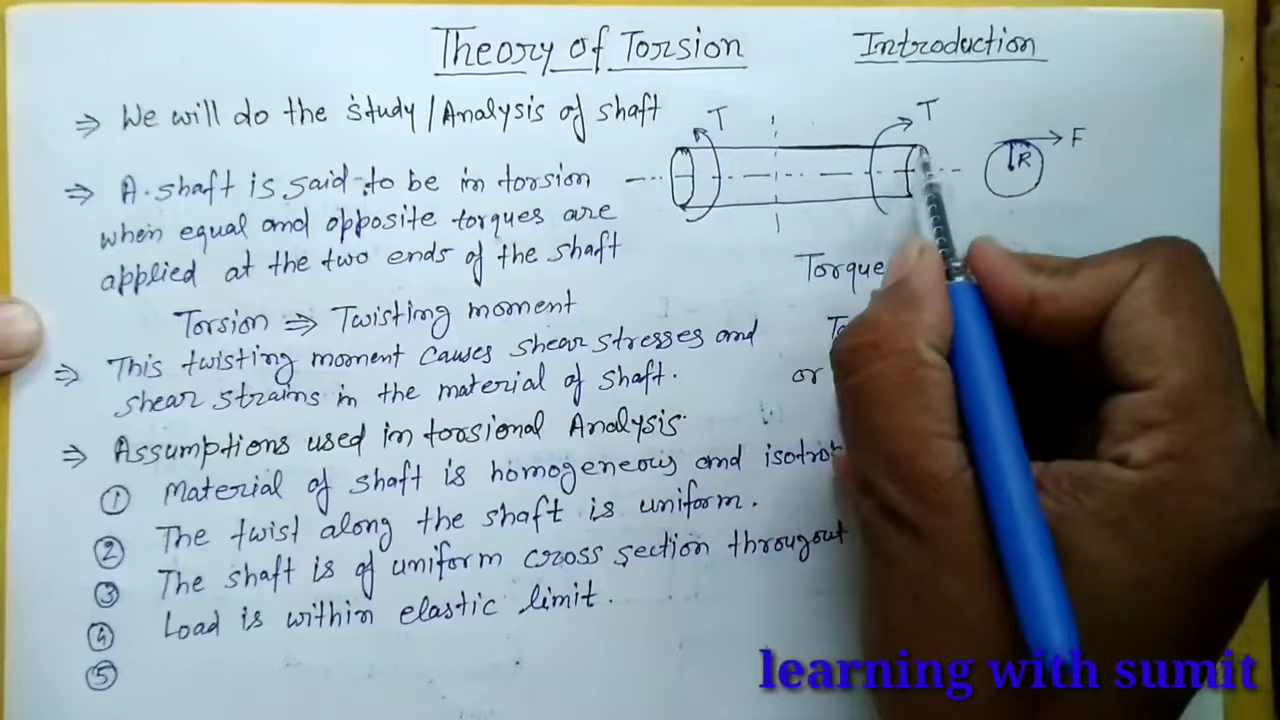 Theory of Torsion Introduction
⇒ We will do the study/Analysis of shaft
T T F
R
⇒ A shaft is said to be in torsion
when equal and opposite torques are
applied at the two ends of the shaft
Torque
Torsion ⇒ Twisting moment
⇒ This twisting moment causes shear stresses and
shear strains in the material of shaft.
or
⇒ Assumptions used in torsional Analysis.
① Material of shaft is homogeneous and
② The twist along the shaft is uniform.
③ The shaft is of uniform cross section througout
④ Load is within elastic limit.
⑤
learning with sumit